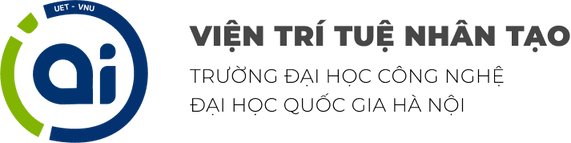 UET - VNU
ai
VIỆN TRÍ TUỆ NHÂN TẠO
TRƯỜNG ĐẠI HỌC CÔNG NGHỆ
ĐẠI HỌC QUỐC GIA HÀ NỘI